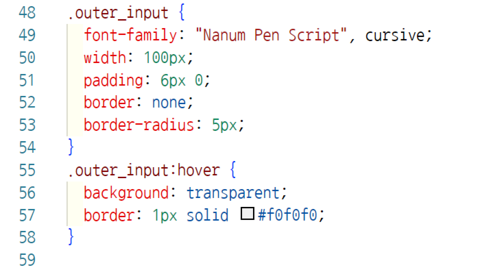 48 .outer_input {
49 font-family: "Nanum Pen Script", cursive;
50 width: 100px;
51 padding: 6px 0;
52 border: none;
53 border-radius: 5px;
54 }
55 .outer_input:hover {
56 background: transparent;
57 border: 1px solid #f0f0f0;
58 }
59